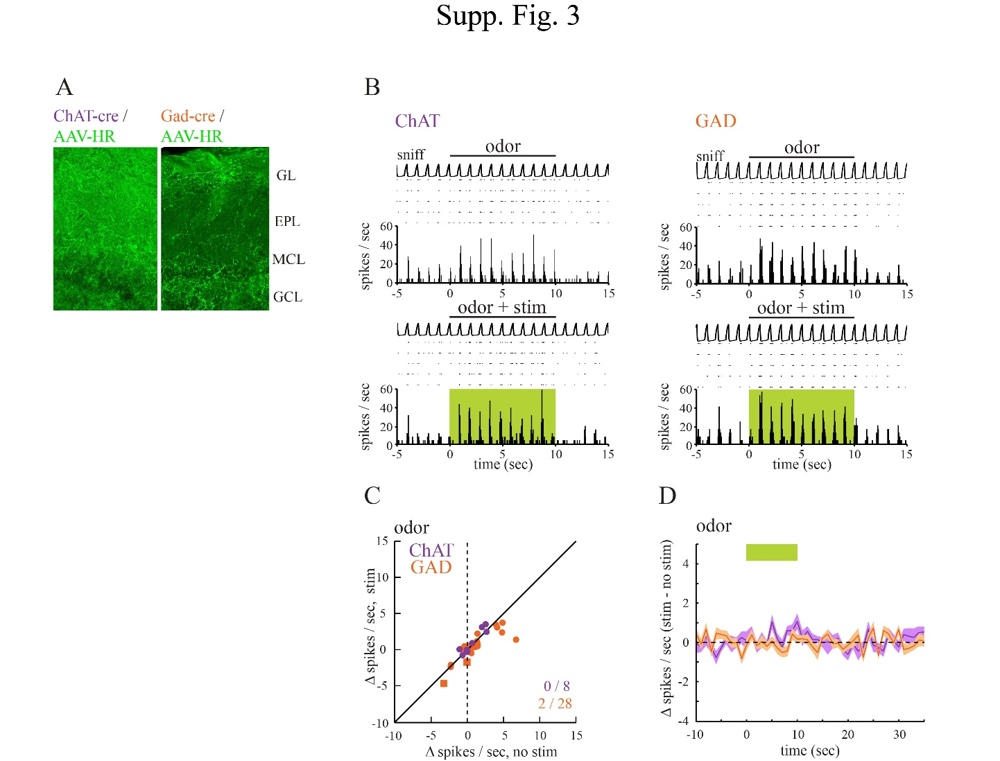 Supp. Fig. 3
A
ChAT-cre /
AAV-HR
Gad-cre /
AAV-HR
GL
EPL
MCL
GCL
B
ChAT
sniff
odor
spikes / sec
60
40
20
0
-5
0
5
10
15
odor + stim
spikes / sec
60
40
20
0
-5
0
5
10
15
time (sec)
GAD
sniff
odor
spikes / sec
60
40
20
0
-5
0
5
10
15
odor + stim
spikes / sec
60
40
20
0
-5
0
5
10
15
time (sec)
C
odor
ChAT
GAD
Δ spikes / sec, stim
15
10
5
0
-5
-10
0 / 8
2 / 28
-10
-5
0
5
10
15
Δ spikes / sec, no stim
D
odor
Δ spikes / sec (stim - no stim)
4
2
0
-2
-4
-10
0
10
20
30
time (sec)